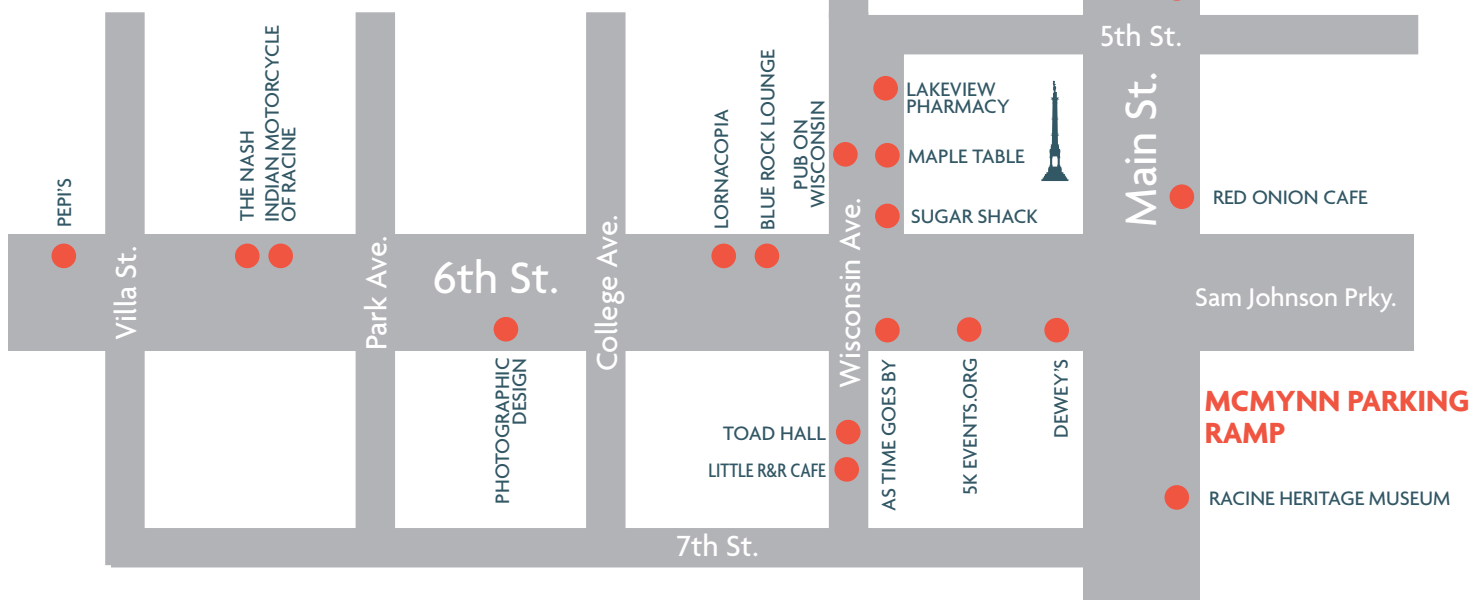 5th St.
Main St.
LAKEVIEW
PHARMACY
MAPLE TABLE
SUGAR SHACK
RED ONION CAFE
PEPI'S
THE NASH
INDIAN MOTORCYCLE
OF RACINE
LORNACOPIA
BLUE ROCK LOUNGE
PUB ON
WISCONSIN
Villa St.
Park Ave.
6th St.
College Ave.
Wisconsin Ave.
Sam Johnson Prky.
PHOTOGRAPHIC
DESIGN
TOAD HALL
LITTLE R&R CAFE
AS TIME GOES BY
5K EVENTS.ORG
DEWEY'S
MCMYNN PARKING
RAMP
RACINE HERITAGE MUSEUM
7th St.